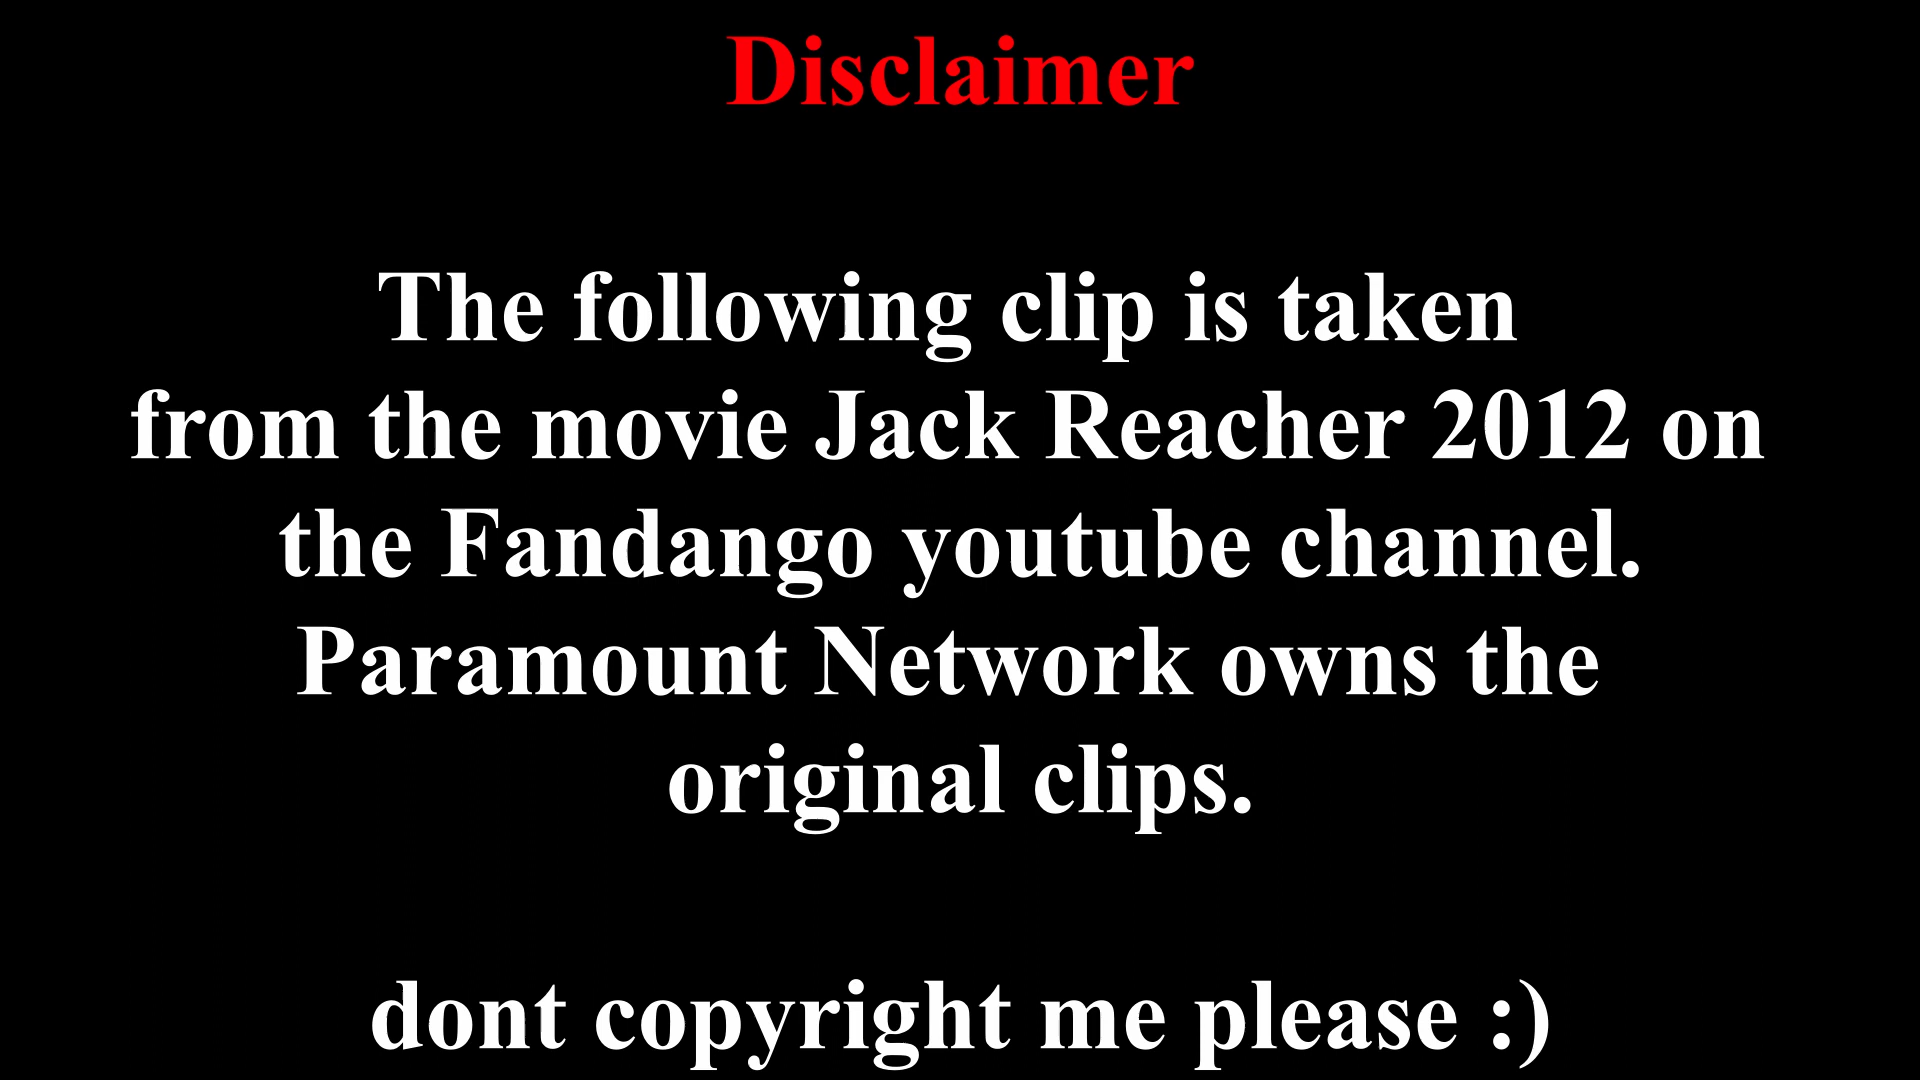 Disclaimer
The following clip is taken
from the movie Jack Reacher 2012 on
the Fandango youtube channel.
Paramount Network owns the
original clips.
dont copyright me please :)